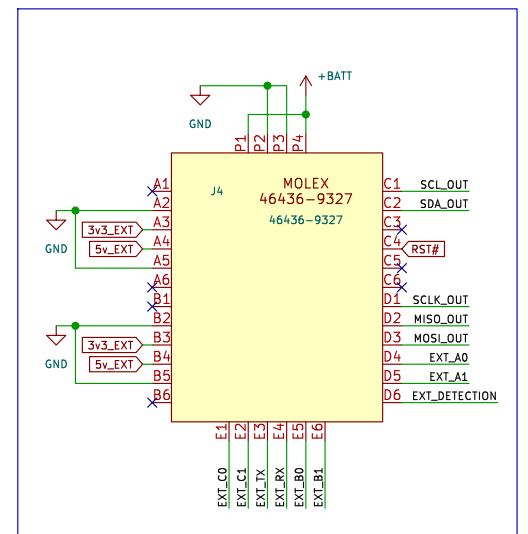 +BATT
GND
P1
P2
P3
P4
J4
MOLEX
46436-9327
46436-9327
A1
A2
3v3_EXT
A3
5v_EXT
A4
GND
A5
A6
B1
B2
3v3_EXT
B3
5v_EXT
B4
GND
B5
B6
C1 SCL_OUT
C2 SDA_OUT
C3
C4 RST#
C5
C6
D1 SCLK_OUT
D2 MISO_OUT
D3 MOSI_OUT
D4 EXT_A0
D5 EXT_A1
D6 EXT_DETECTION
E1
E2
E3
E4
E5
E6
EXT_C0
EXT_C1
EXT_TX
EXT_RX
EXT_B0
EXT_B1